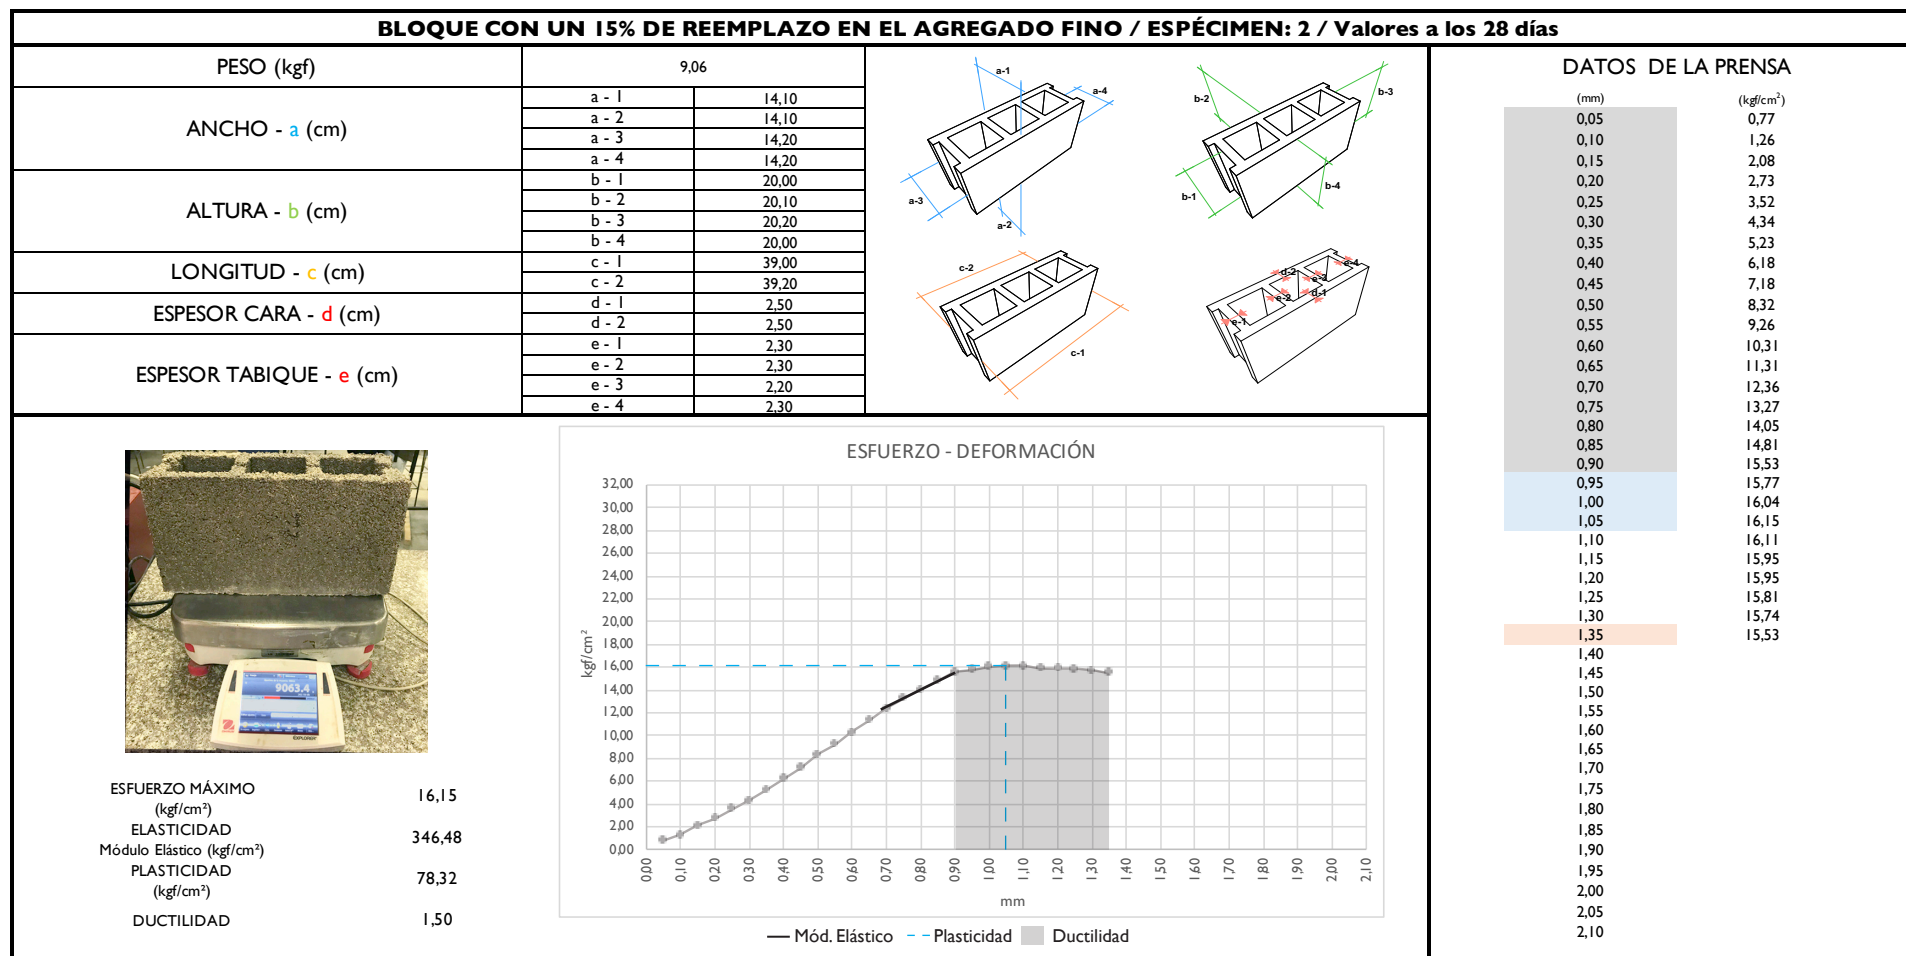 BLOQUE CON UN 15% DE REEMPLAZO EN EL AGREGADO FINO / ESPÉCIMEN: 2 / Valores a los 28 días
PESO (kgf) 9,06
ANCHO - a (cm)
a - 1 14,10
a - 2 14,10
a - 3 14,20
a - 4 14,20
ALTURA - b (cm)
b - 1 20,00
b - 2 20,10
b - 3 20,20
b - 4 20,00
LONGITUD - c (cm)
c - 1 39,00
c - 2 39,20
ESPESOR CARA - d (cm)
d - 1 2,50
d - 2 2,50
ESPESOR TABIQUE - e (cm)
e - 1 2,30
e - 2 2,30
e - 3 2,20
e - 4 2,30
a-1
a-4
a-3
a-2
b-2
b-3
b-1
b-4
c-2
c-1
d-2
e-4
e-3
e-2
d-1
e-1
DATOS DE LA PRENSA
(mm) (kgf/cm²)
0,05 0,77
0,10 1,26
0,15 2,08
0,20 2,73
0,25 3,52
0,30 4,34
0,35 5,23
0,40 6,18
0,45 7,18
0,50 8,32
0,55 9,26
0,60 10,31
0,65 11,31
0,70 12,36
0,75 13,27
0,80 14,05
0,85 14,81
0,90 15,53
0,95 15,77
1,00 16,04
1,05 16,15
1,10 16,11
1,15 15,95
1,20 15,95
1,25 15,81
1,30 15,74
1,35 15,53
1,40
1,45
1,50
1,55
1,60
1,65
1,70
1,75
1,80
1,85
1,90
1,95
2,00
2,05
2,10
9063.4
EXPLORER
ESFUERZO MÁXIMO
(kgf/cm²)
16,15
ELASTICIDAD
Módulo Elástico (kgf/cm²)
346,48
PLASTICIDAD
(kgf/cm²)
78,32
DUCTILIDAD 1,50
ESFUERZO - DEFORMACIÓN
32,00
30,00
28,00
26,00
24,00
22,00
20,00
18,00
16,00
14,00
12,00
10,00
8,00
6,00
4,00
2,00
0,00
kgf/cm²
0,00 0,10 0,20 0,30 0,40 0,50 0,60 0,70 0,80 0,90 1,00 1,10 1,20 1,30 1,40 1,50 1,60 1,70 1,80 1,90 2,00 2,10
mm
Mód. Elástico Plasticidad Ductilidad